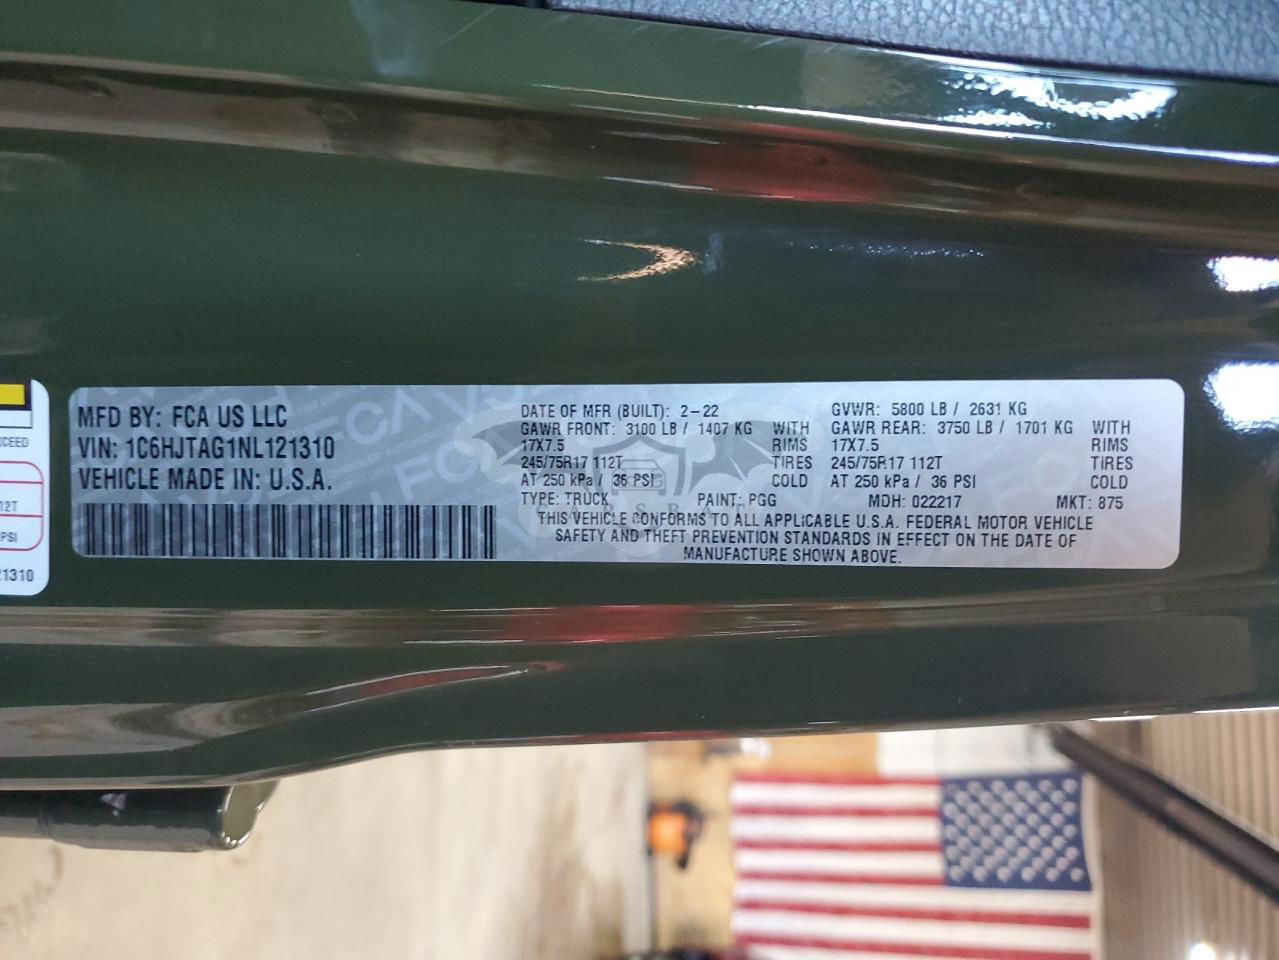 MFD BY: FCA US LLC
VIN: 1C6HJTAG1NL121310
VEHICLE MADE IN: U.S.A.
DATE OF MFR (BUILT): 2-22
GAWR FRONT: 3100 LB / 1407 KG WITH
17X7.5 RIMS
245/75R17 112T TIRES
AT 250 kPa / 36 PSI COLD
GVWR: 5800 LB / 2631 KG
GAWR REAR: 3750 LB / 1701 KG WITH
17X7.5 RIMS
245/75R17 112T TIRES
AT 250 kPa / 36 PSI COLD
TYPE: TRUCK PAINT: PGG MDH: 022217 MKT: 875
THIS VEHICLE CONFORMS TO ALL APPLICABLE U.S.A. FEDERAL MOTOR VEHICLE
SAFETY AND THEFT PREVENTION STANDARDS IN EFFECT ON THE DATE OF
MANUFACTURE SHOWN ABOVE.
12T
PSI
21310